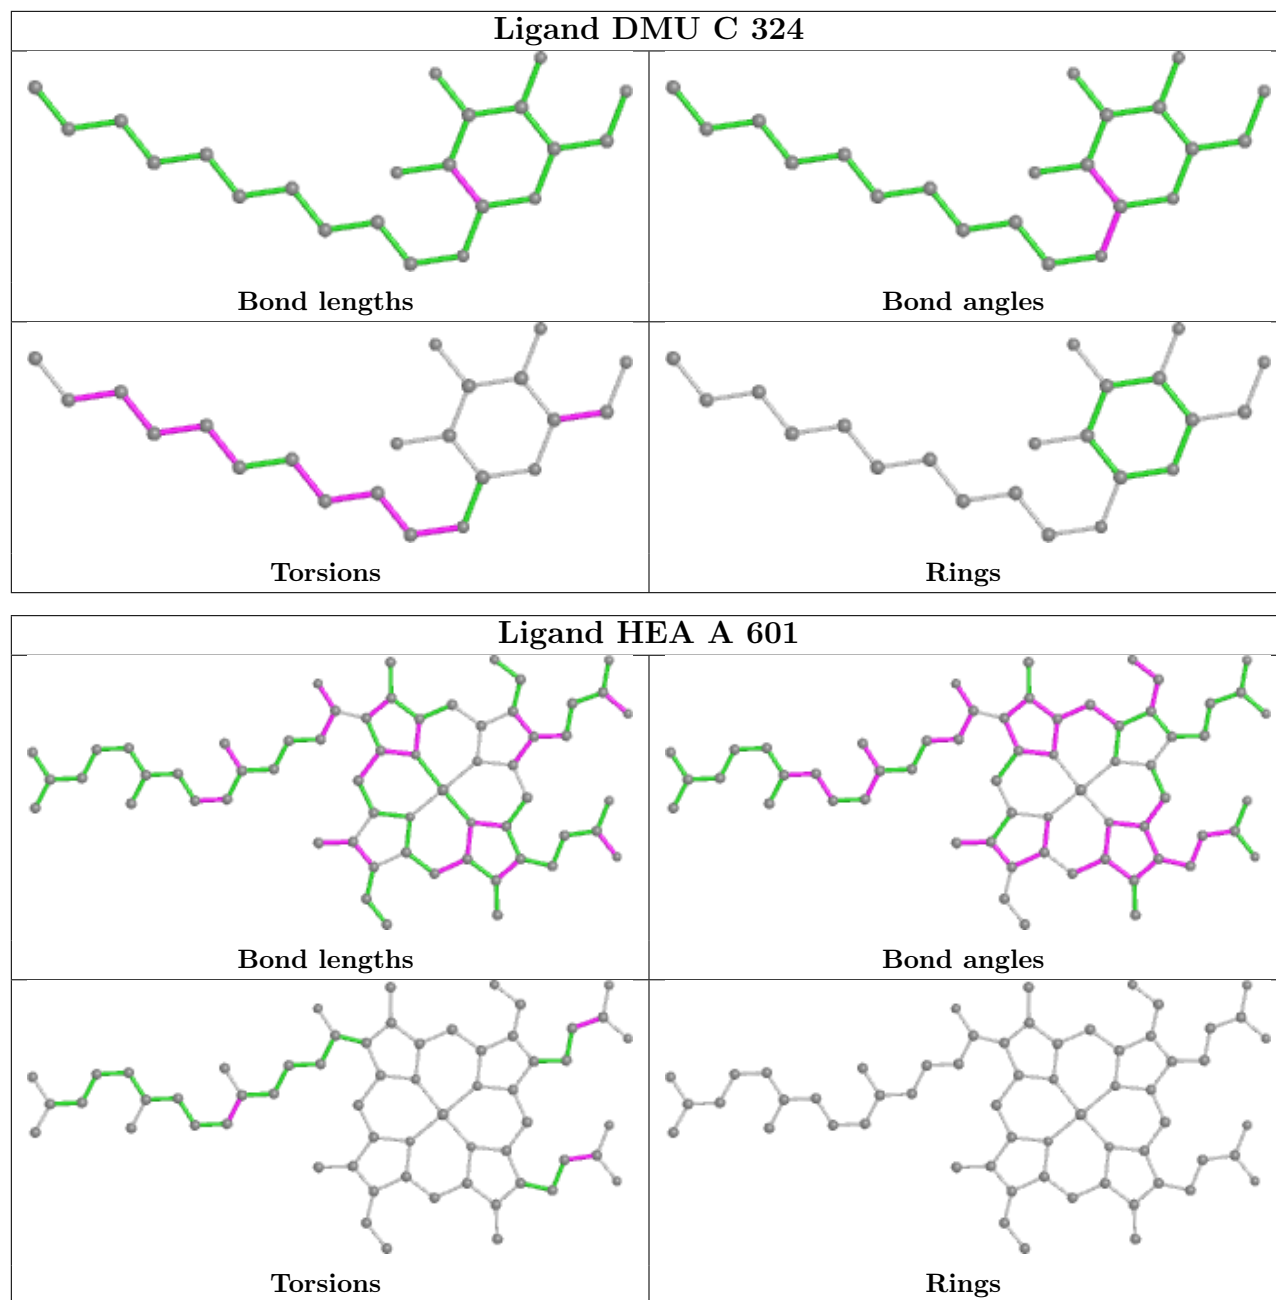 Ligand DMU C 324
Bond lengths
Bond angles
Torsions
Rings
Ligand HEA A 601
Bond lengths
Bond angles
Torsions
Rings